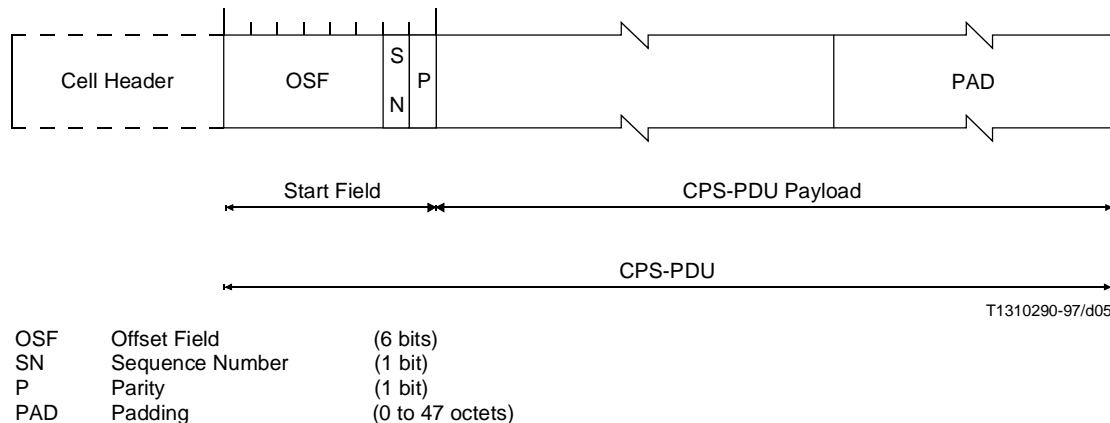 Cell Header OSF S N P PAD
Start Field CPS-PDU Payload
CPS-PDU
T1310290-97/d05
OSF Offset Field (6 bits)
SN Sequence Number (1 bit)
P Parity (1 bit)
PAD Padding (0 to 47 octets)